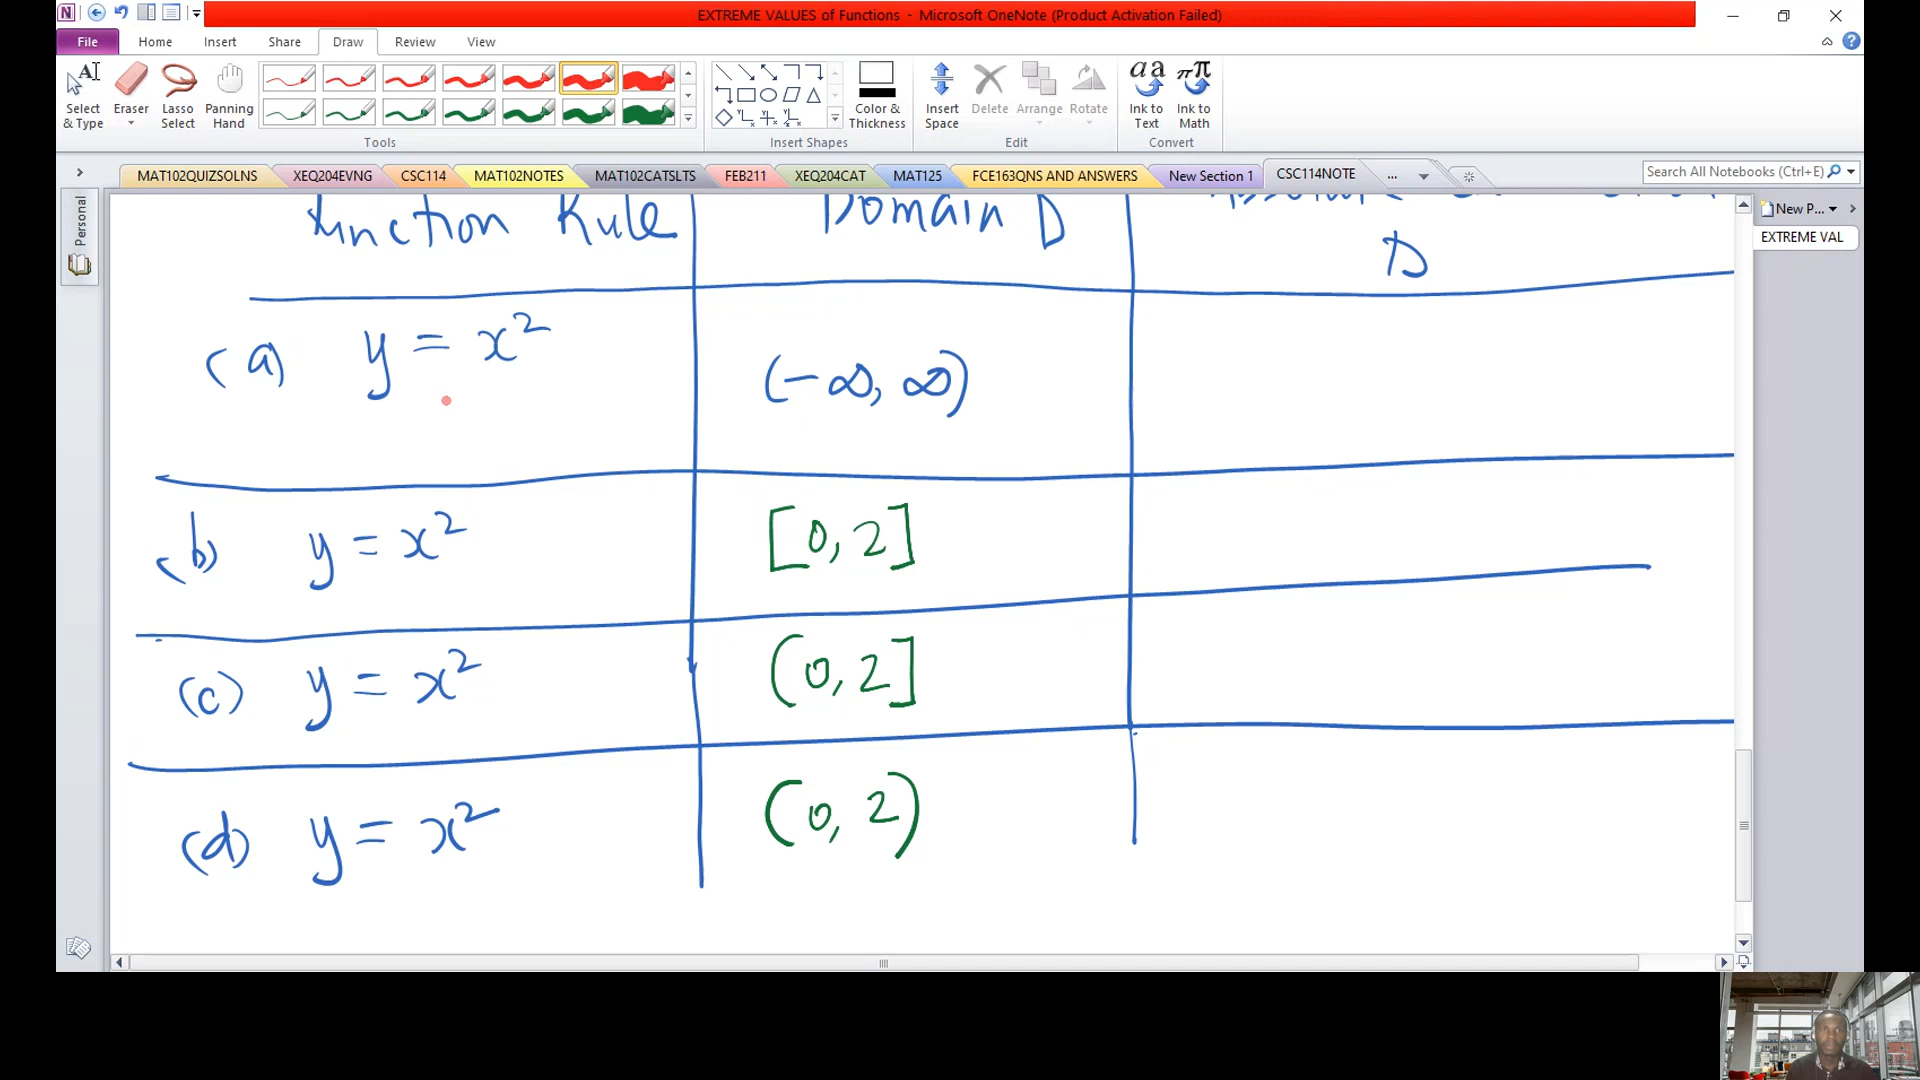 EXTREME VALUES of Functions - Microsoft OneNote (Product Activation Failed)
File Home Insert Share Draw Review View
Select & Type Eraser Lasso Select Panning Hand Color & Thickness Insert Space Delete Arrange Rotate Ink to Text Ink to Math
Tools Insert Shapes Edit Convert
MAT102QUIZSOLNS XEQ204EVNG CSC114 MAT102NOTES MAT102CATSLTS FEB211 XEQ204CAT MAT125 FCE163QNS AND ANSWERS New Section 1 CSC114NOTE ... Search All Notebooks (Ctrl+E)
Personal
New P...
EXTREME VAL
Function Rule Domain D
D
(a) y = x² (-∞, ∞)
(b) y = x² [0, 2]
(c) y = x² (0, 2]
(d) y = x² (0, 2)